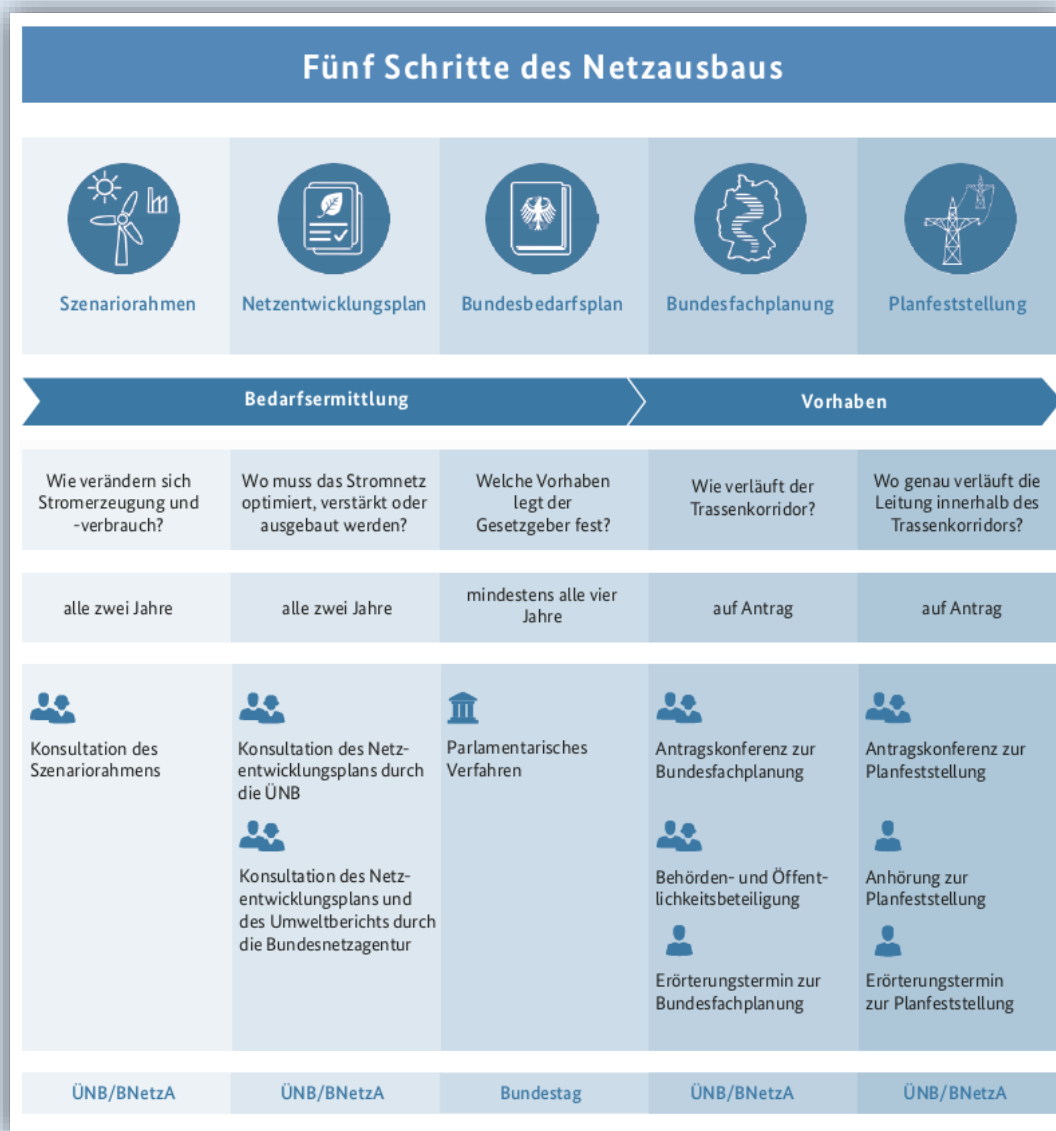 Fünf Schritte des Netzausbaus
Szenariorahmen
Netzentwicklungsplan
Bundesbedarfsplan
Bundesfachplanung
Planfeststellung
Bedarfsermittlung
Vorhaben
Wie verändern sich
Stromerzeugung und
-verbrauch?
Wo muss das Stromnetz
optimiert, verstärkt oder
ausgebaut werden?
Welche Vorhaben
legt der
Gesetzgeber fest?
Wie verläuft der
Trassenkorridor?
Wo genau verläuft die
Leitung innerhalb des
Trassenkorridors?
alle zwei Jahre
alle zwei Jahre
mindestens alle vier
Jahre
auf Antrag
auf Antrag
Konsultation des
Szenariorahmens
Konsultation des Netz-
entwicklungsplans durch
die ÜNB
Konsultation des Netz-
entwicklungsplans und
des Umweltberichts durch
die Bundesnetzagentur
Parlamentarisches
Verfahren
Antragskonferenz zur
Bundesfachplanung
Behörden- und Öffent-
lichkeitsbeteiligung
Erörterungstermin zur
Bundesfachplanung
Antragskonferenz zur
Planfeststellung
Anhörung zur
Planfeststellung
Erörterungstermin
zur Planfeststellung
ÜNB/BNetzA
ÜNB/BNetzA
Bundestag
ÜNB/BNetzA
ÜNB/BNetzA